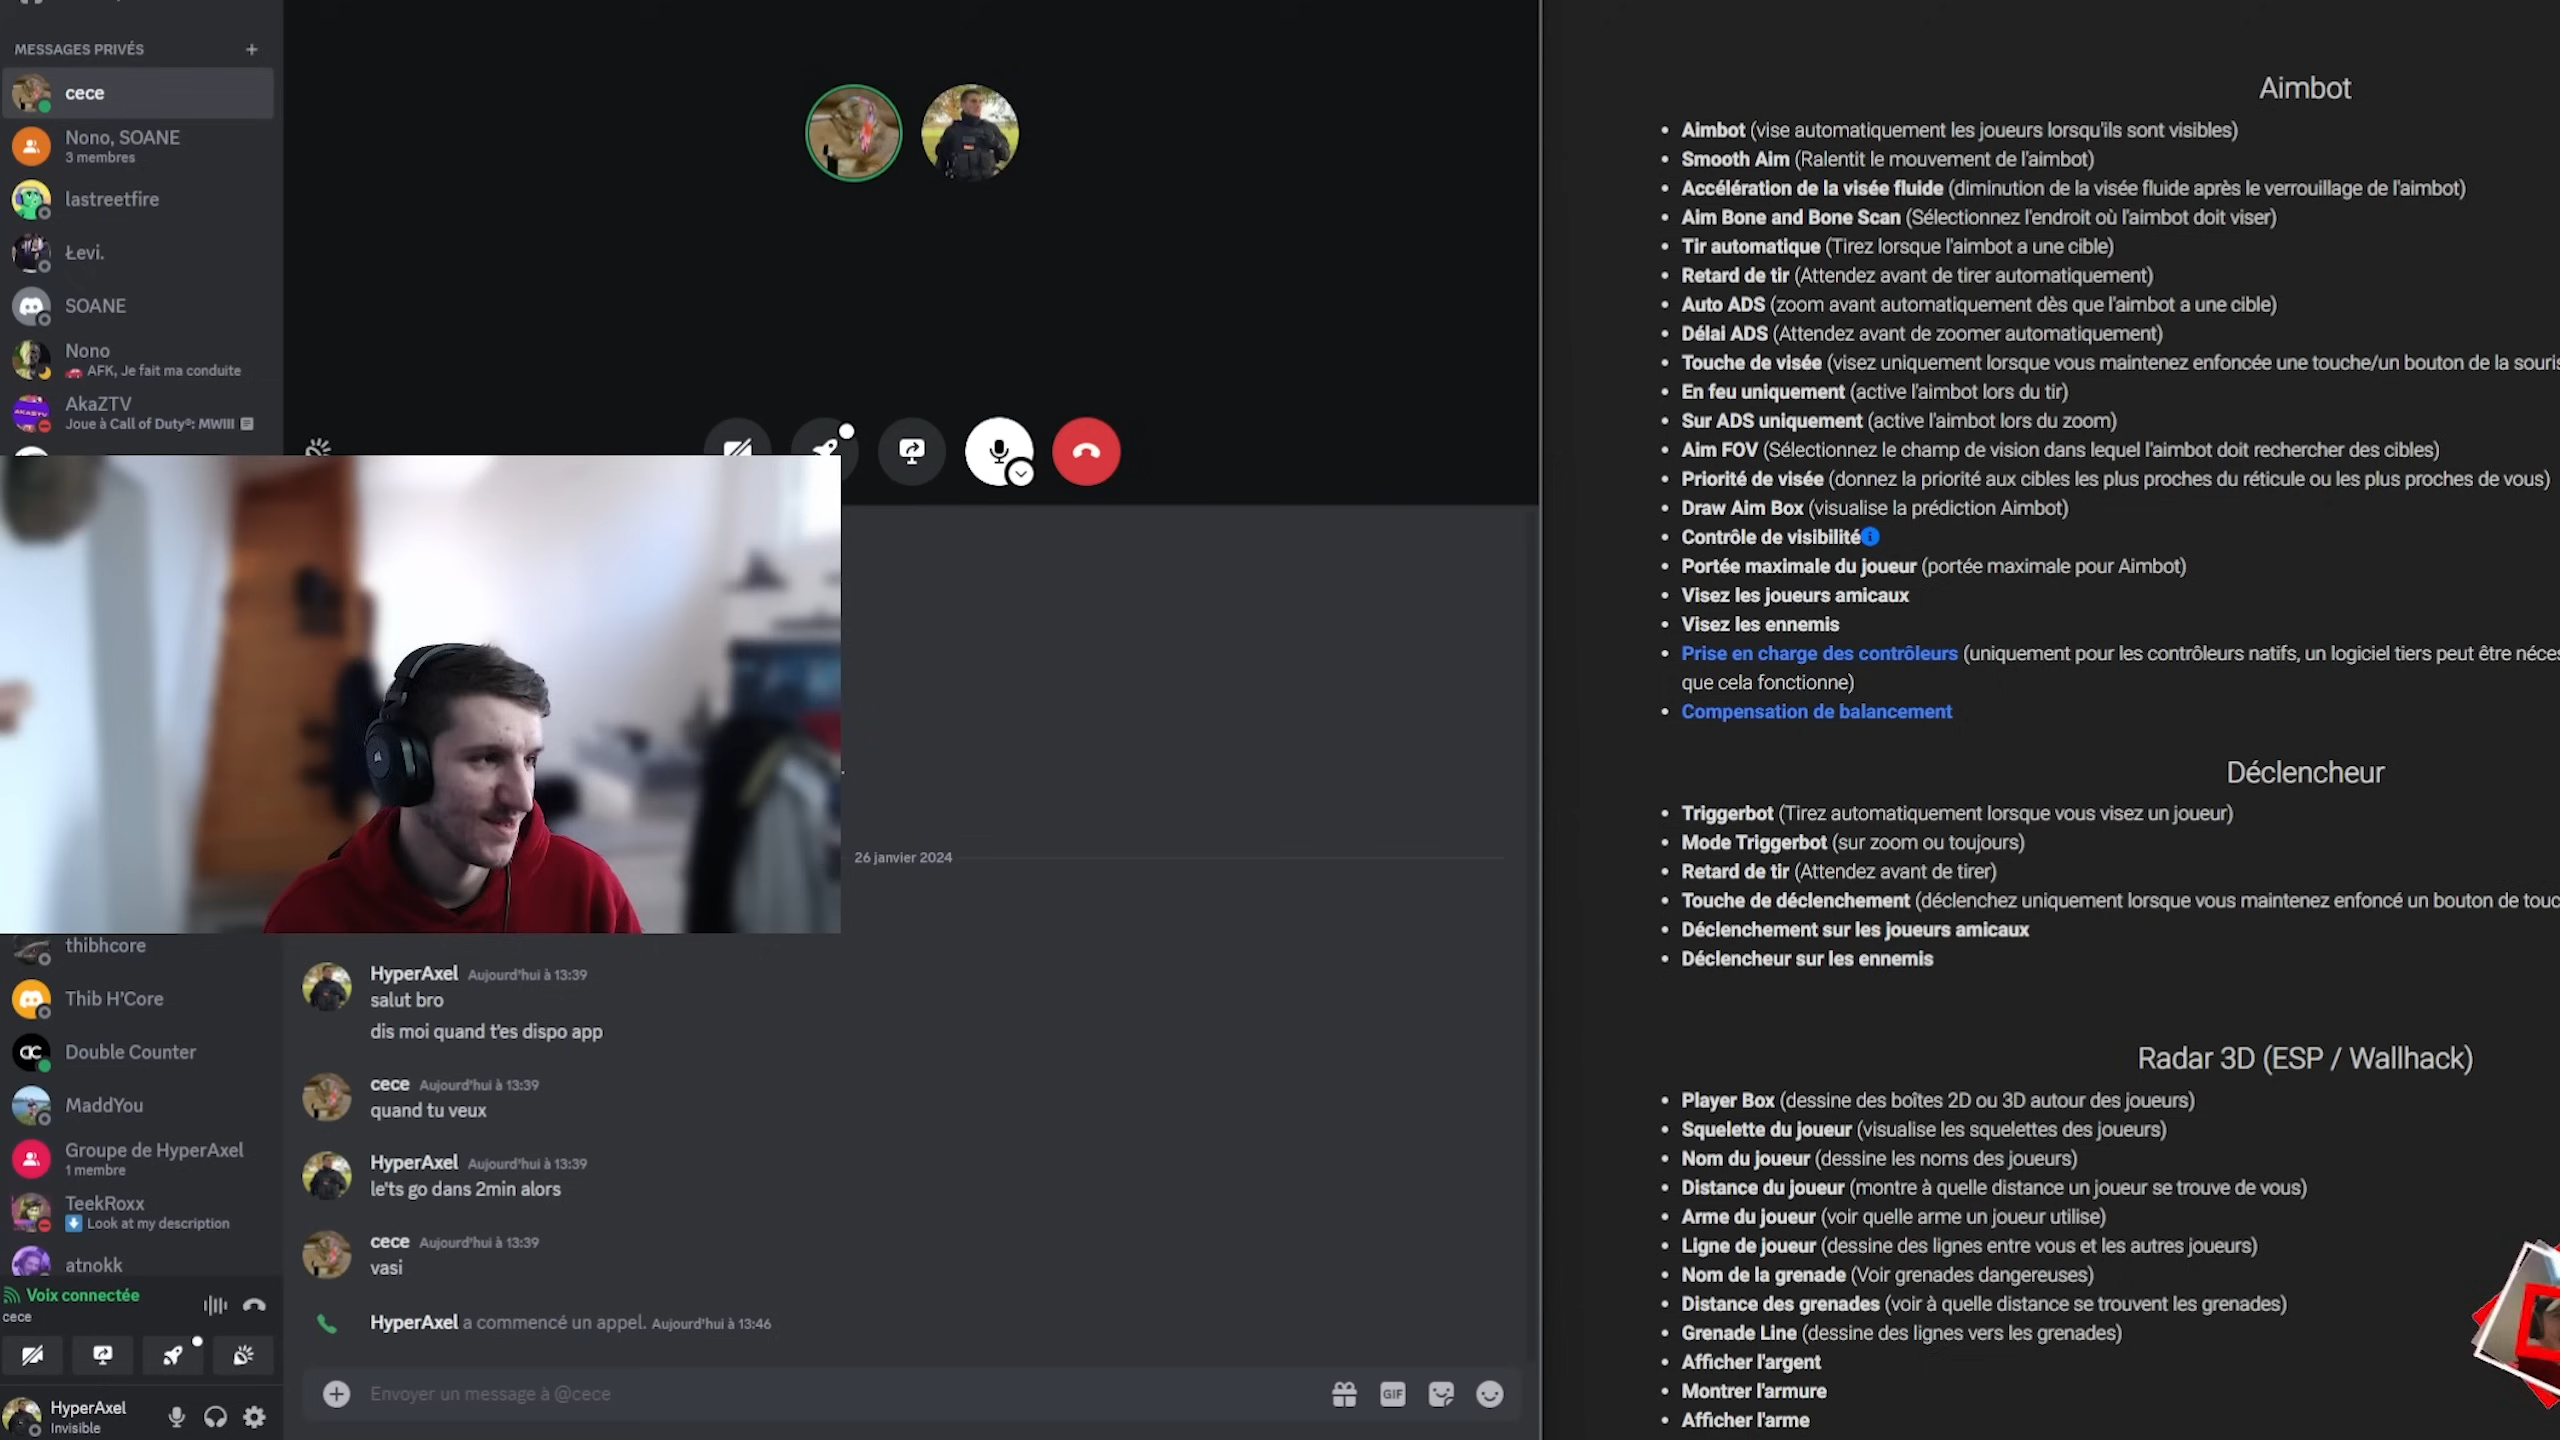 MESSAGES PRIVÉS
cece
Nono, SOANE
3 membres
lastreetfire
Łevi.
SOANE
Nono
🚗 AFK, Je fait ma conduite
AkaZTV
Joue à Call of Duty®: MWIII
thibhcore
Thib H'Core
Double Counter
MaddYou
Groupe de HyperAxel
1 membre
TeekRoxx
Look at my description
atnokk
Voix connectée
cece
HyperAxel
Invisible
26 janvier 2024
HyperAxel Aujourd'hui à 13:39
salut bro
dis moi quand t'es dispo app
cece Aujourd'hui à 13:39
quand tu veux
HyperAxel Aujourd'hui à 13:39
le'ts go dans 2min alors
cece Aujourd'hui à 13:39
vasi
HyperAxel a commencé un appel. Aujourd'hui à 13:46
Envoyer un message à @cece
GIF
Aimbot
• Aimbot (vise automatiquement les joueurs lorsqu'ils sont visibles)
• Smooth Aim (Ralentit le mouvement de l'aimbot)
• Accélération de la visée fluide (diminution de la visée fluide après le verrouillage de l'aimbot)
• Aim Bone and Bone Scan (Sélectionnez l'endroit où l'aimbot doit viser)
• Tir automatique (Tirez lorsque l'aimbot a une cible)
• Retard de tir (Attendez avant de tirer automatiquement)
• Auto ADS (zoom avant automatiquement dès que l'aimbot a une cible)
• Délai ADS (Attendez avant de zoomer automatiquement)
• Touche de visée (visez uniquement lorsque vous maintenez enfoncée une touche/un bouton de la souris
• En feu uniquement (active l'aimbot lors du tir)
• Sur ADS uniquement (active l'aimbot lors du zoom)
• Aim FOV (Sélectionnez le champ de vision dans lequel l'aimbot doit rechercher des cibles)
• Priorité de visée (donnez la priorité aux cibles les plus proches du réticule ou les plus proches de vous)
• Draw Aim Box (visualise la prédiction Aimbot)
• Contrôle de visibilité
• Portée maximale du joueur (portée maximale pour Aimbot)
• Visez les joueurs amicaux
• Visez les ennemis
• Prise en charge des contrôleurs (uniquement pour les contrôleurs natifs, un logiciel tiers peut être néces
que cela fonctionne)
• Compensation de balancement
Déclencheur
• Triggerbot (Tirez automatiquement lorsque vous visez un joueur)
• Mode Triggerbot (sur zoom ou toujours)
• Retard de tir (Attendez avant de tirer)
• Touche de déclenchement (déclenchez uniquement lorsque vous maintenez enfoncé un bouton de touc
• Déclenchement sur les joueurs amicaux
• Déclencheur sur les ennemis
Radar 3D (ESP / Wallhack)
• Player Box (dessine des boîtes 2D ou 3D autour des joueurs)
• Squelette du joueur (visualise les squelettes des joueurs)
• Nom du joueur (dessine les noms des joueurs)
• Distance du joueur (montre à quelle distance un joueur se trouve de vous)
• Arme du joueur (voir quelle arme un joueur utilise)
• Ligne de joueur (dessine des lignes entre vous et les autres joueurs)
• Nom de la grenade (Voir grenades dangereuses)
• Distance des grenades (voir à quelle distance se trouvent les grenades)
• Grenade Line (dessine des lignes vers les grenades)
• Afficher l'argent
• Montrer l'armure
• Afficher l'arme